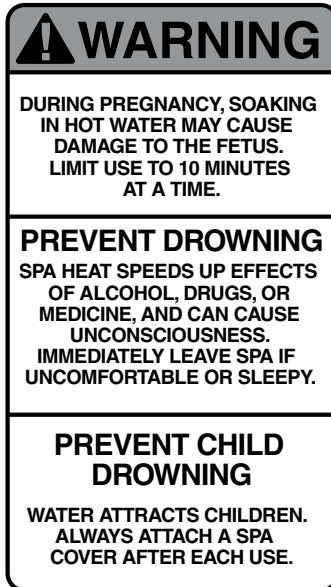 WARNING
DURING PREGNANCY, SOAKING
IN HOT WATER MAY CAUSE
DAMAGE TO THE FETUS.
LIMIT USE TO 10 MINUTES
AT A TIME.
PREVENT DROWNING
SPA HEAT SPEEDS UP EFFECTS
OF ALCOHOL, DRUGS, OR
MEDICINE, AND CAN CAUSE
UNCONSCIOUSNESS.
IMMEDIATELY LEAVE SPA IF
UNCOMFORTABLE OR SLEEPY.
PREVENT CHILD
DROWNING
WATER ATTRACTS CHILDREN.
ALWAYS ATTACH A SPA
COVER AFTER EACH USE.